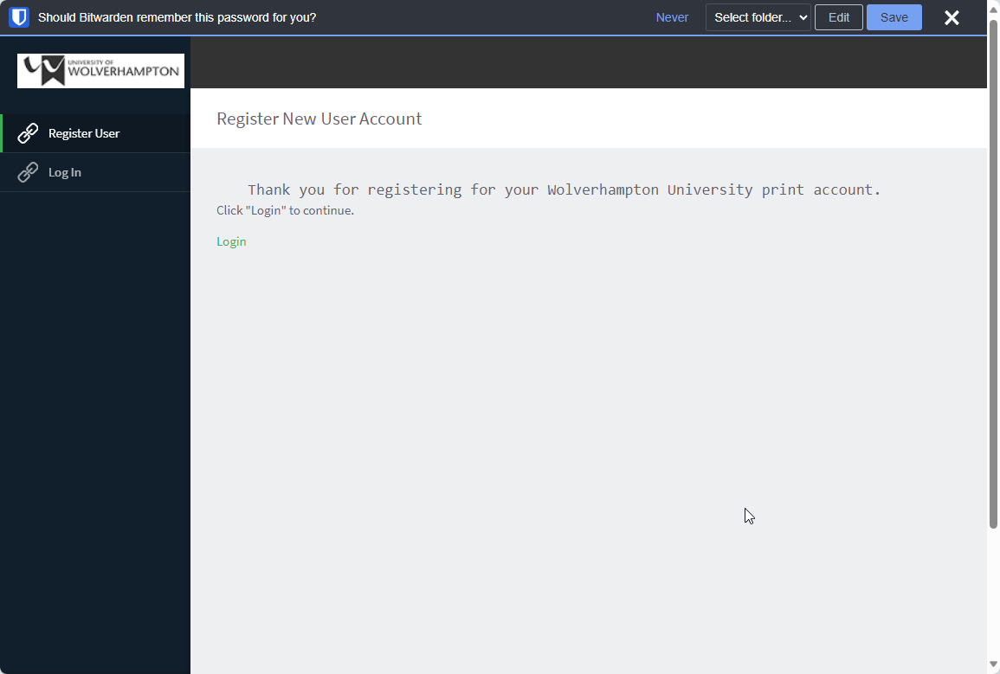 Should Bitwarden remember this password for you?
Never
Select folder...
Edit
Save
UNIVERSITY OF
WOLVERHAMPTON
Register User
Log In
Register New User Account
Thank you for registering for your Wolverhampton University print account.
Click "Login" to continue.
Login